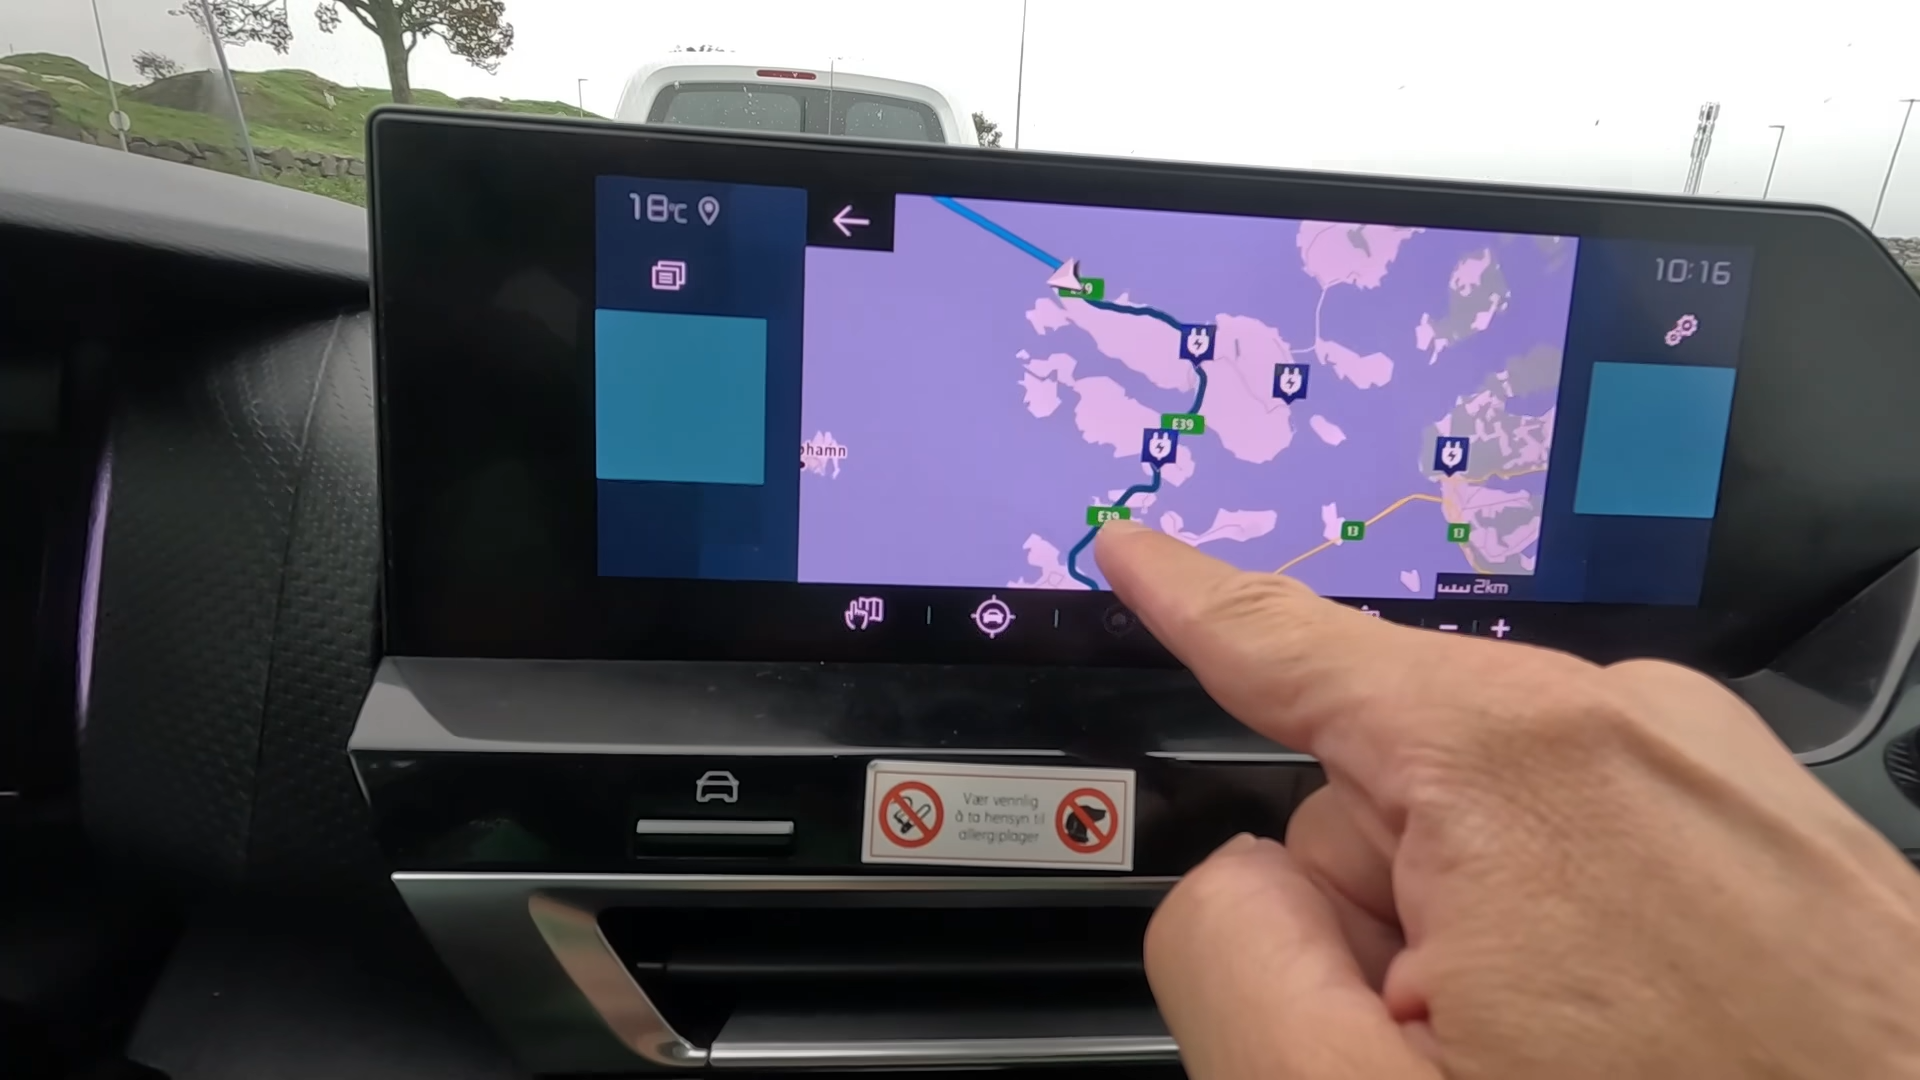 18°C
10:16
E39
E39
hamn
E39
13
13
2km
Vær vennlig
å ta hensyn til
allergiplager